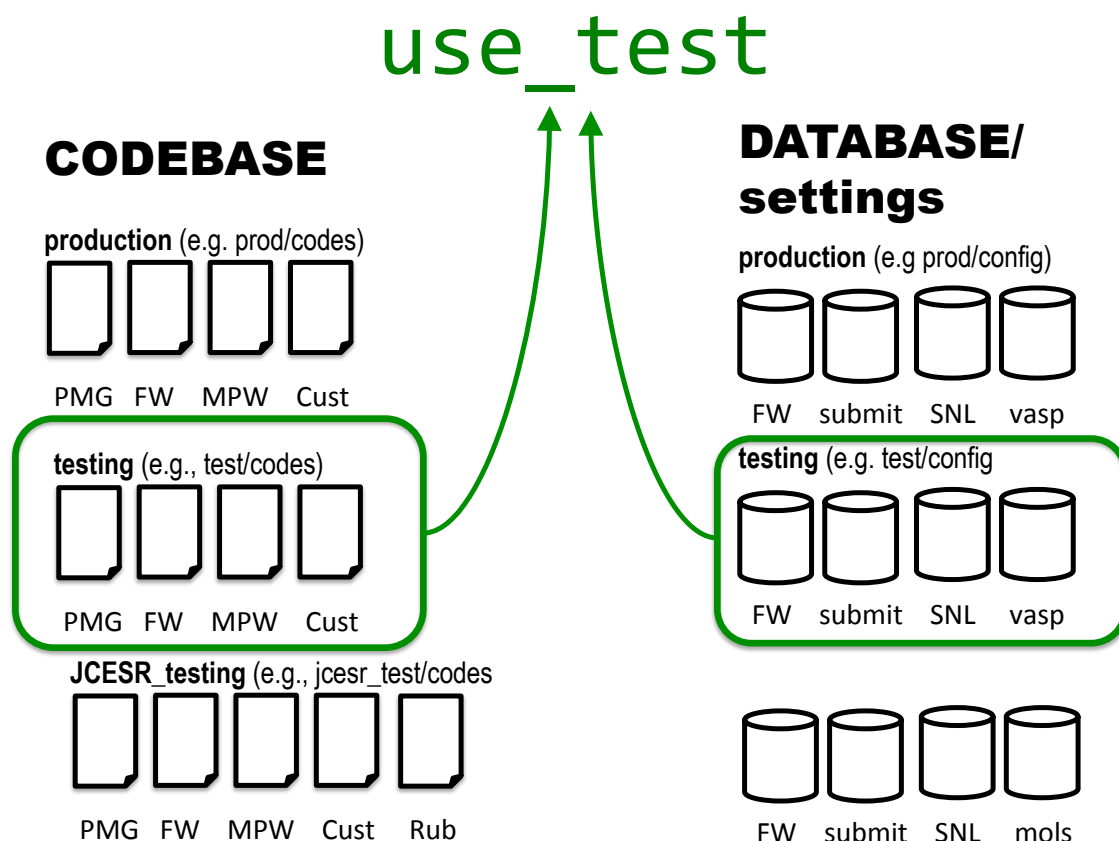 use_test
CODEBASE
production (e.g. prod/codes)
PMG FW MPW Cust
testing (e.g., test/codes)
PMG FW MPW Cust
JCESR_testing (e.g., jcesr_test/codes
PMG FW MPW Cust Rub
DATABASE/
settings
production (e.g prod/config)
FW submit SNL vasp
testing (e.g. test/config
FW submit SNL vasp
FW submit SNL mols